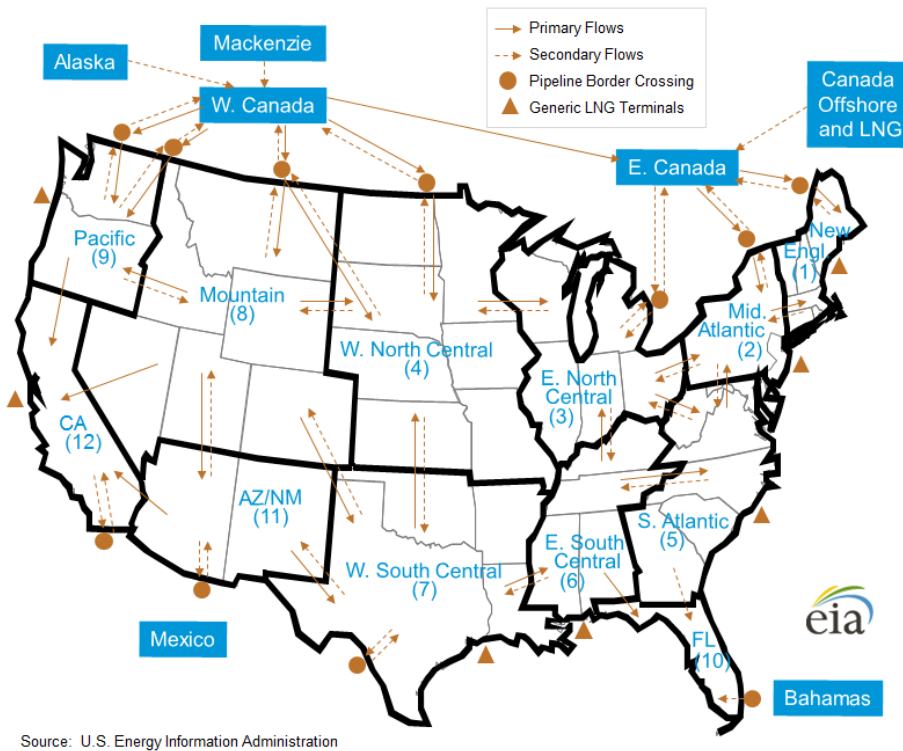 Primary Flows
Secondary Flows
Pipeline Border Crossing
Generic LNG Terminals
Mackenzie
Alaska
W. Canada
Canada
Offshore
and LNG
E. Canada
Pacific
(9)
Mountain
(8)
W. North Central
(4)
E. North
Central
(3)
Mid.
Atlantic
(2)
New
Engl.
(1)
CA
(12)
AZ/NM
(11)
W. South Central
(7)
E. South
Central
(6)
S. Atlantic
(5)
FL
(10)
Mexico
Bahamas
eia
Source: U.S. Energy Information Administration